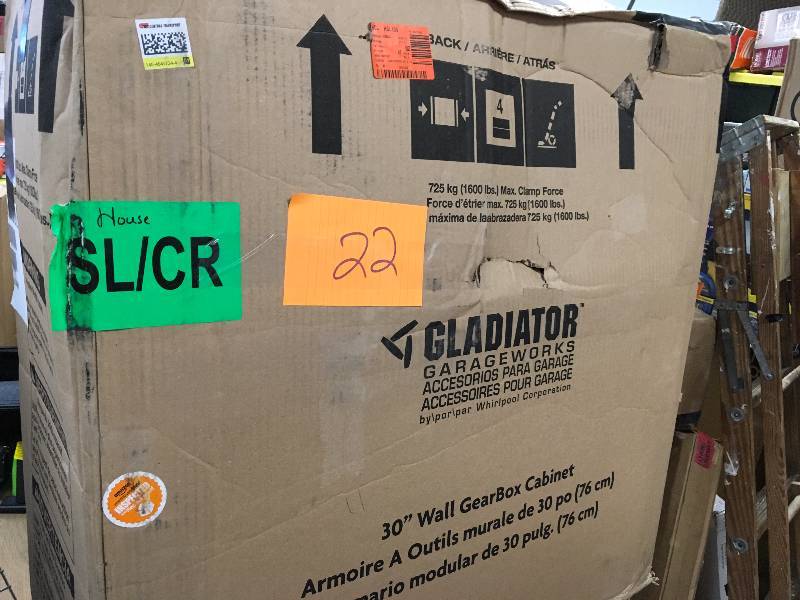 BACK / ARRIÈRE / ATRÁS
4
725 kg (1600 lbs.) Max. Clamp Force
Force d'étrier max. 725 kg (1600 lbs.)
máxima de la abrazadera 725 kg (1600 lbs.)
House
SL/CR
22
GLADIATOR™
GARAGEWORKS
ACCESORIOS PARA GARAGE
ACCESSOIRES POUR GARAGE
by\por\par Whirlpool Corporation
30" Wall GearBox Cabinet
Armoire A Outils murale de 30 po (76 cm)
modular de 30 pulg. (76 cm)